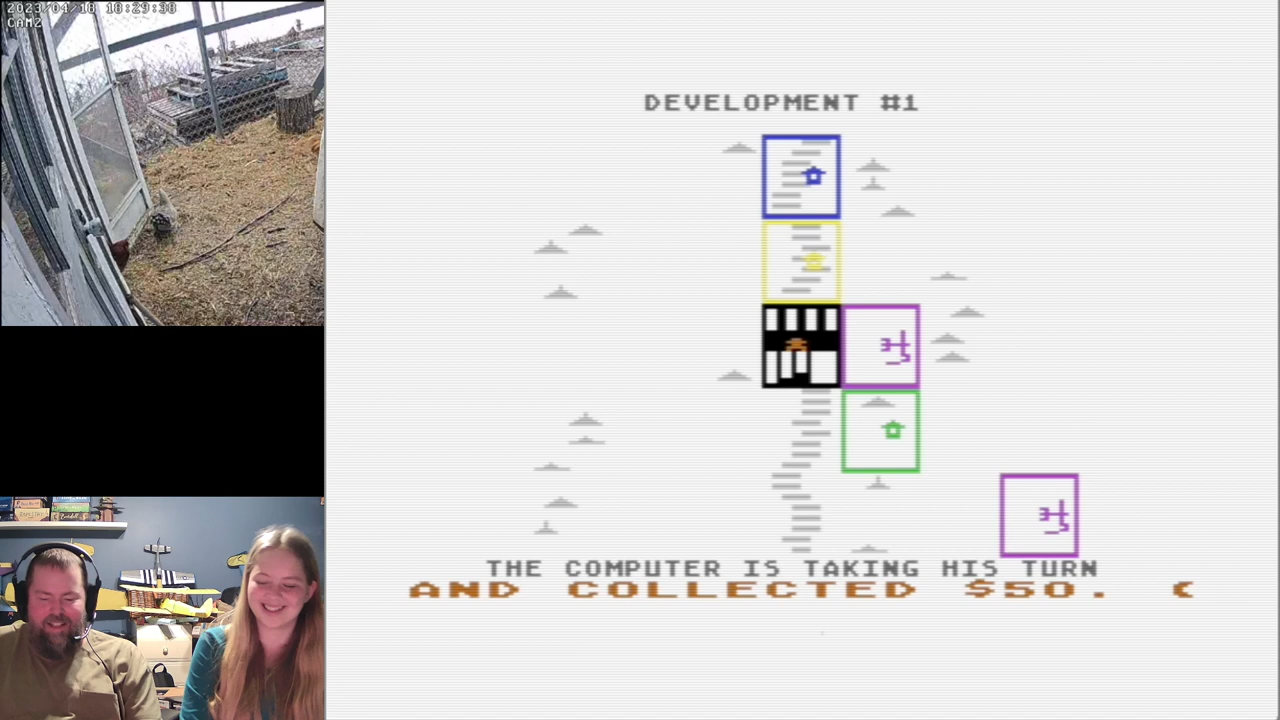 2023/04/18 18:29:38
CAM2
DEVELOPMENT #1
THE COMPUTER IS TAKING HIS TURN
AND COLLECTED $50.